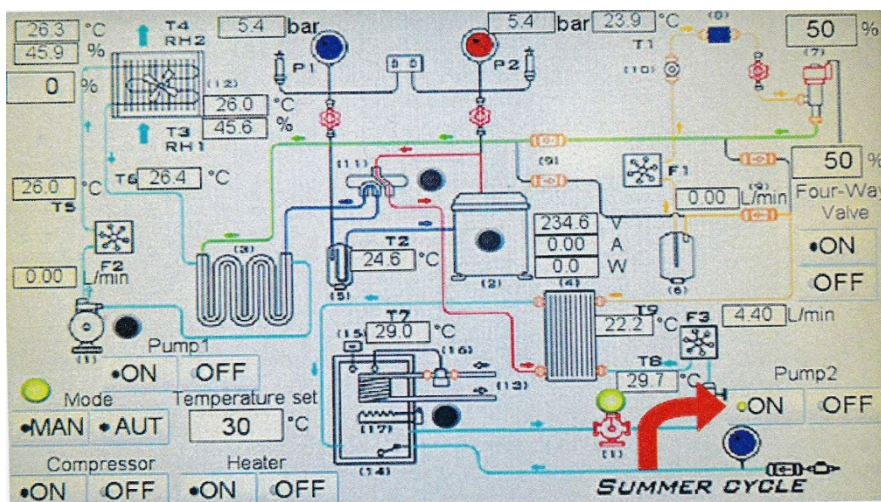 26.3 °C
45.9 %
0 %
T4
RH2
5.4 bar
P1
5.4 bar
P2
23.9 °C
T1
(8)
50 %
(7)
(10)
(12)
26.0 °C
45.6 %
T3
RH1
26.0 °C
T5
T6 26.4 °C
(11)
(9)
F1
0.00 L/min
(9)
50 %
Four-Way
Valve
ON
OFF
F2
0.00 L/min
(3)
T2
24.6 °C
(5)
(2)
234.6 V
0.00 A
0.0 W
(4)
(6)
(1)
Pump1
ON OFF
T7
(15) 29.0 °C
(16)
(13)
(17)
(14)
T9
22.2 °C
F3
4.40 L/min
T8
29.7 °C
Pump2
ON OFF
(1)
Mode
MAN AUT
Temperature set
30 °C
Compressor
ON OFF
Heater
ON OFF
SUMMER CYCLE